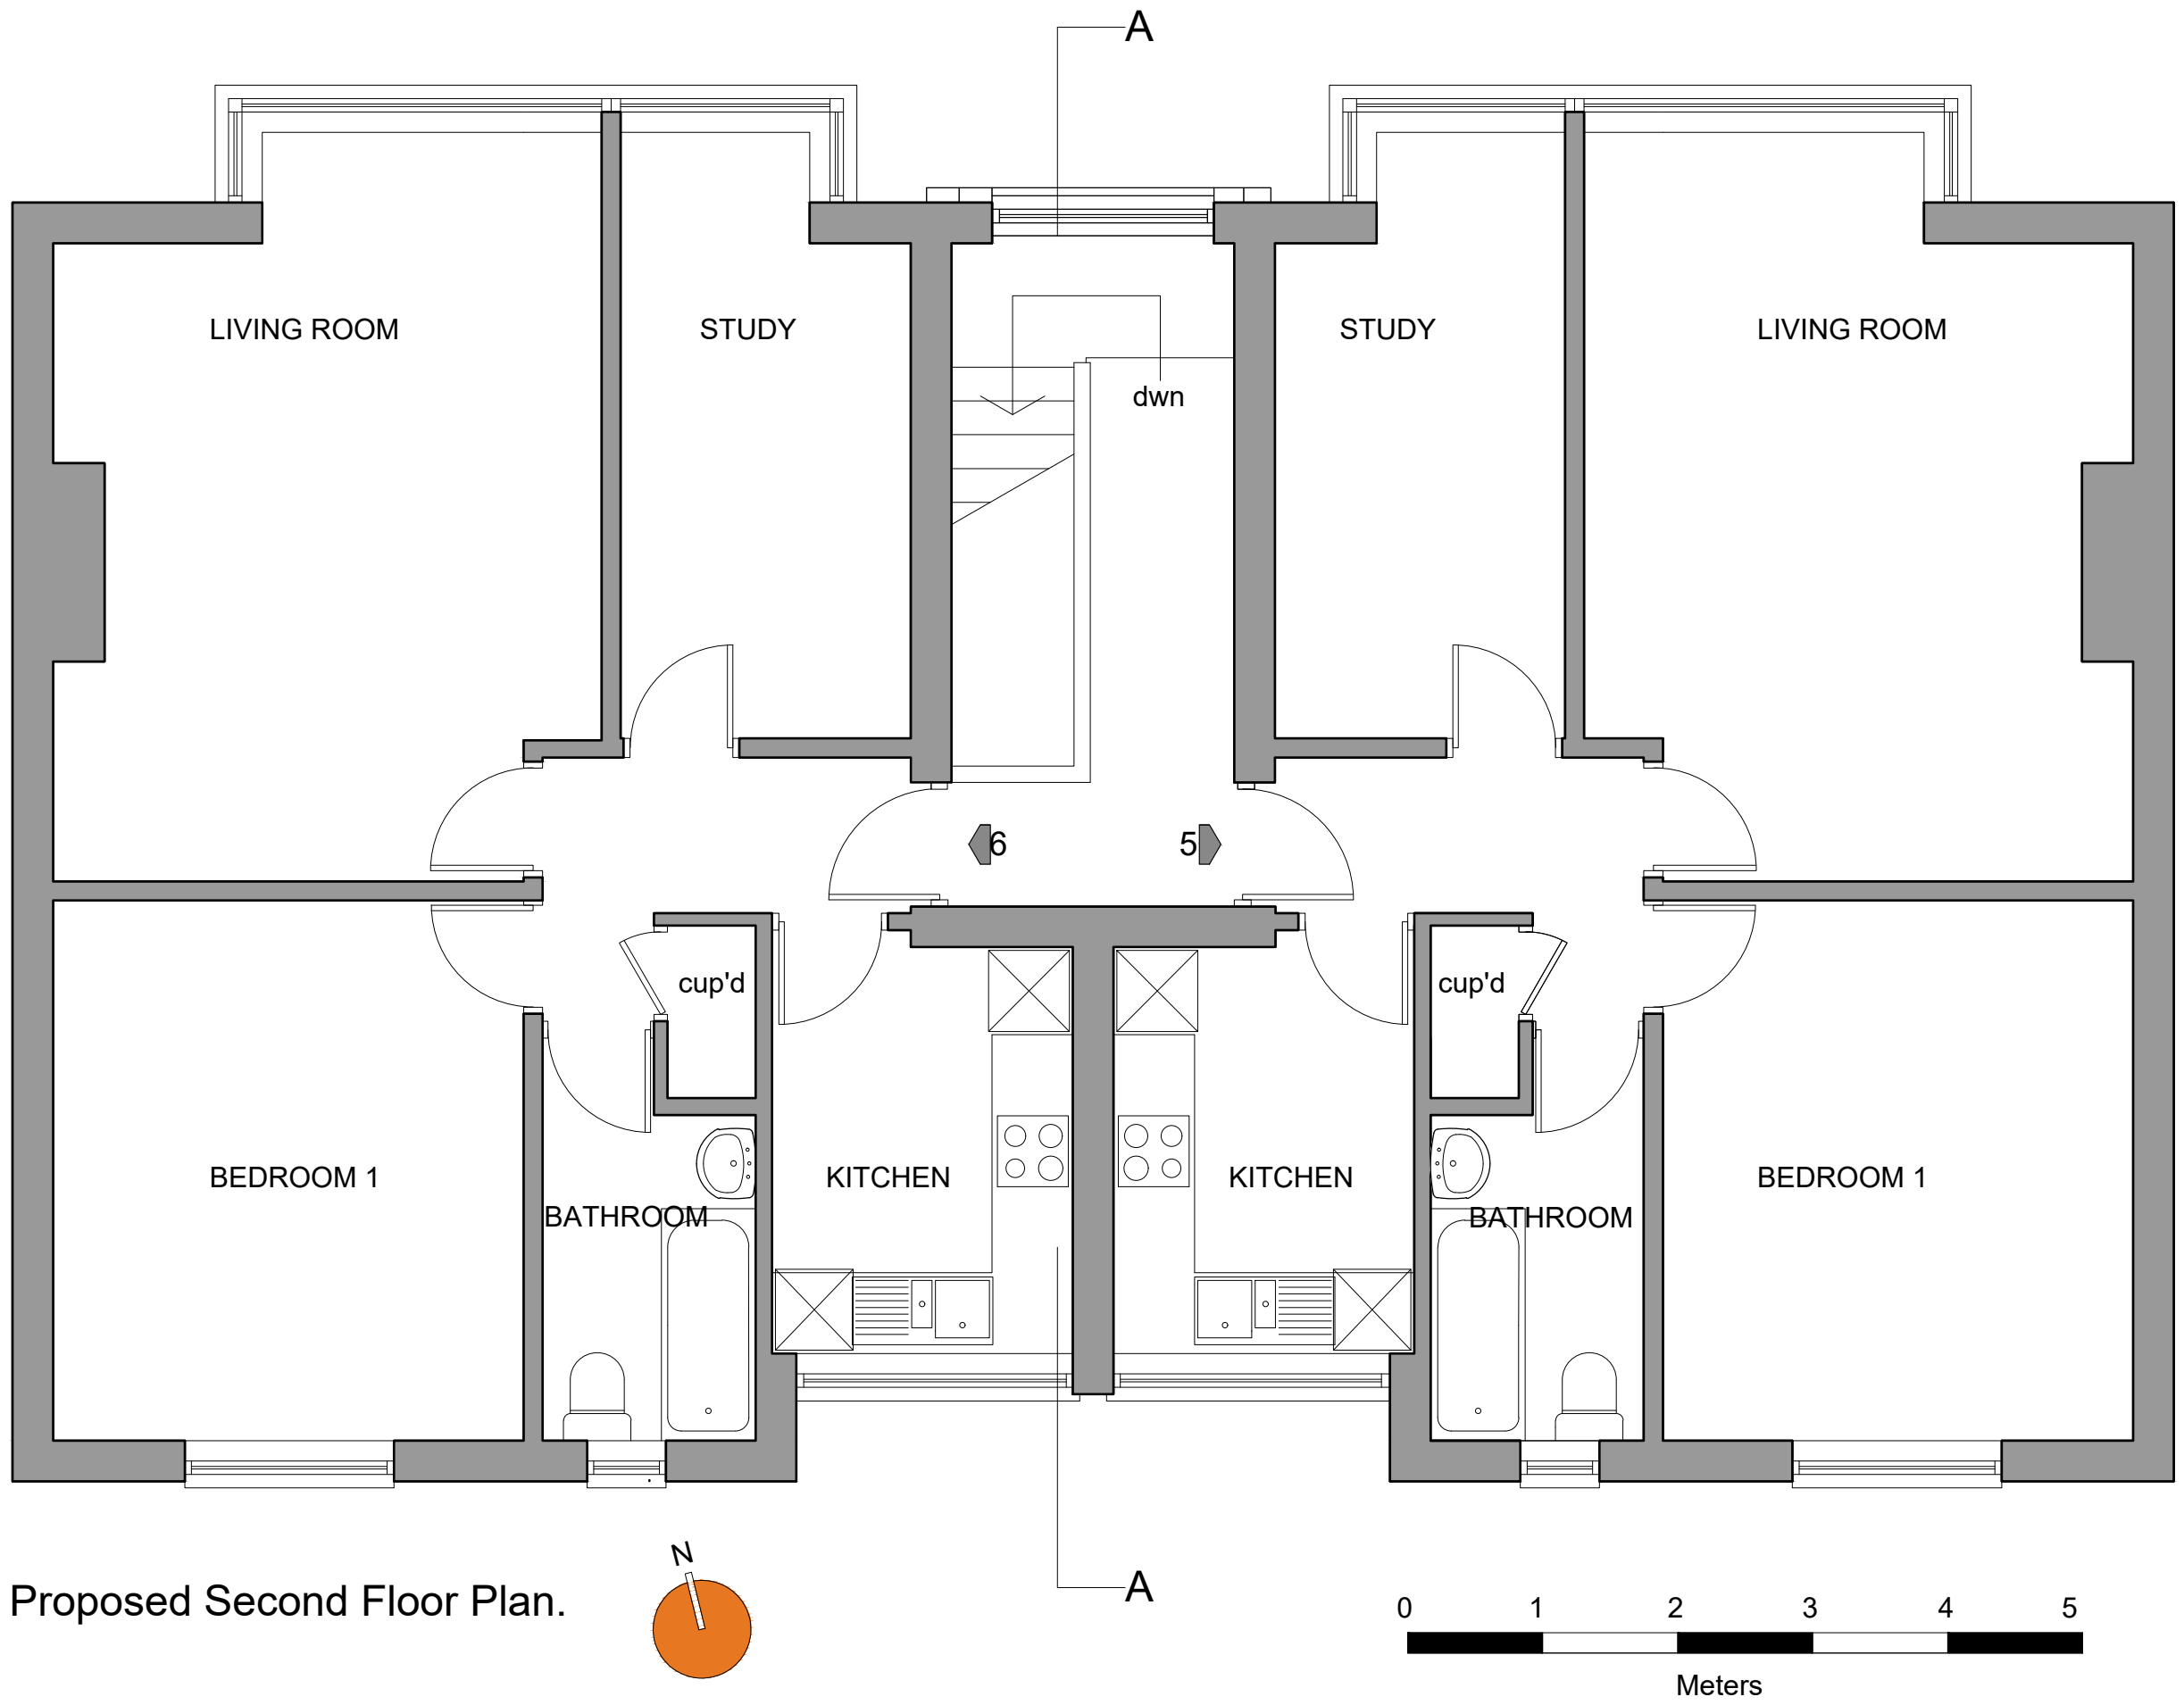 A
LIVING ROOM
STUDY
STUDY
LIVING ROOM
dwn
6
5
cup'd
cup'd
BEDROOM 1
KITCHEN
KITCHEN
BEDROOM 1
BATHROOM
BATHROOM
N
A
Proposed Second Floor Plan.
0 1 2 3 4 5
Meters